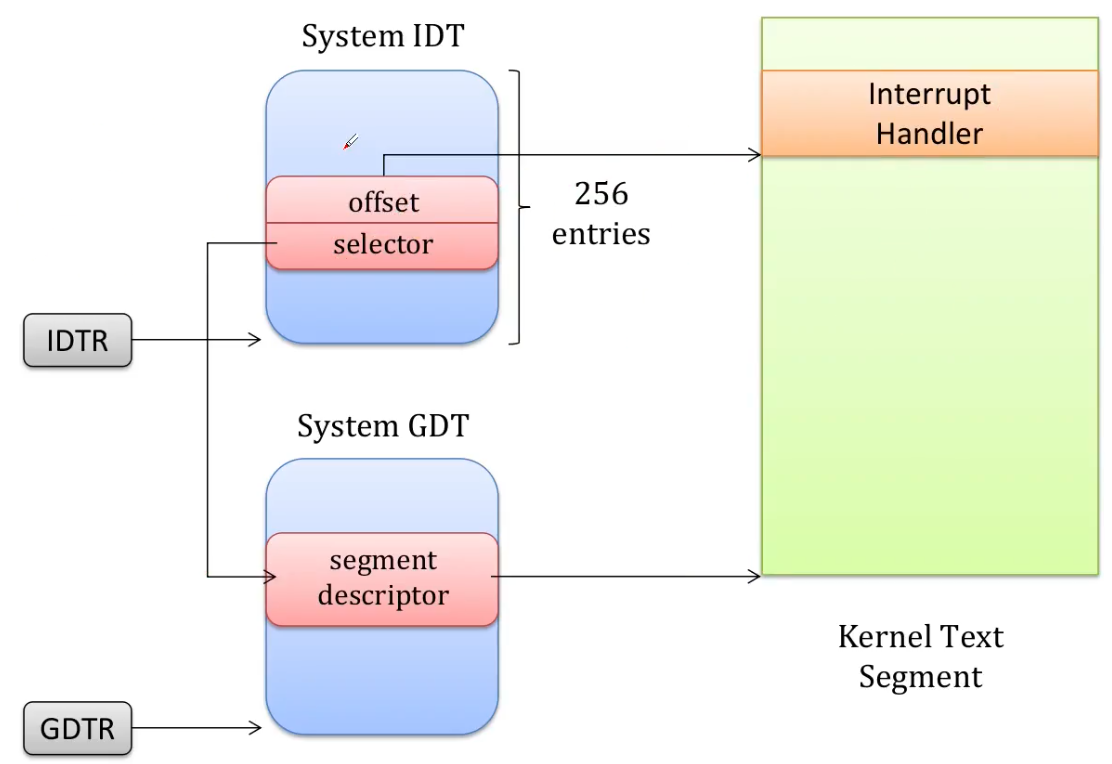 System IDT
Interrupt
Handler
offset
selector
256
entries
IDTR
System GDT
segment
descriptor
Kernel Text
Segment
GDTR